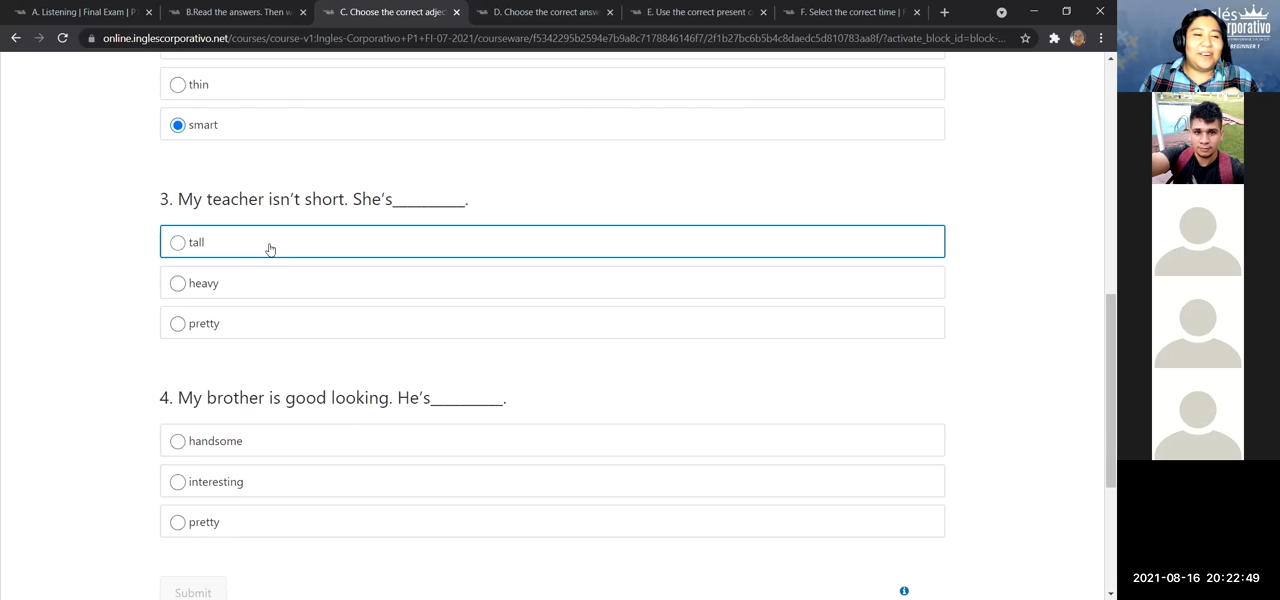 A. Listening | Final Exam | P
B.Read the answers. Then w
C. Choose the correct adjec
D. Choose the correct answ
E. Use the correct present c
F. Select the correct time | F
online.inglescorporativo.net/courses/course-v1:Ingles-Corporativo+P1+FI-07-2021/courseware/f5342295b2594e7b9a8c7178846146f7/2f1b27bc6b5b4c8daedc5d810783aa8f/?activate_block_id=block-...
thin
smart
3. My teacher isn't short. She's_________.
tall
heavy
pretty
4. My brother is good looking. He's_________.
handsome
interesting
pretty
Submit
BEGINNER 1
2021-08-16 20:22:49